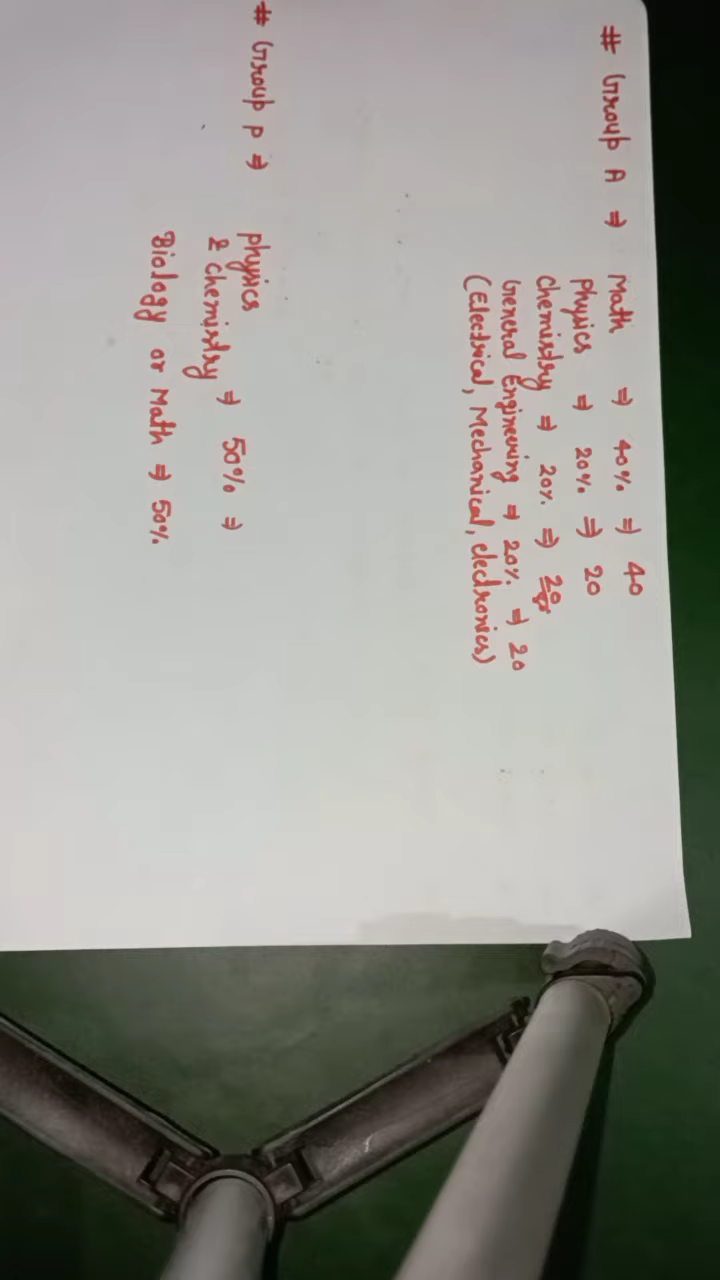 # Group A ⇒ Math ⇒ 40% ⇒ 40
Physics ⇒ 20% ⇒ 20
Chemistry ⇒ 20% ⇒ 20
General Engineering ⇒ 20% ⇒ 20
(Electrical, Mechanical, electronics)
# Group P ⇒ Physics
& Chemistry ⇒ 50% ⇒
Biology or Math ⇒ 50%